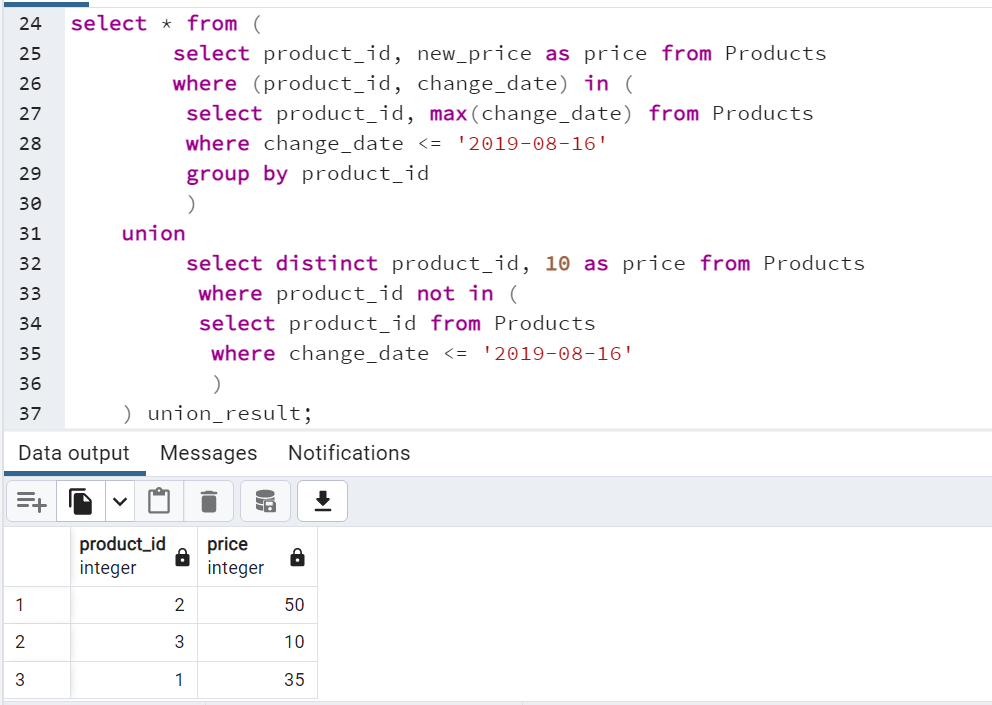 24 select * from (
25 select product_id, new_price as price from Products
26 where (product_id, change_date) in (
27 select product_id, max(change_date) from Products
28 where change_date <= '2019-08-16'
29 group by product_id
30 )
31 union
32 select distinct product_id, 10 as price from Products
33 where product_id not in (
34 select product_id from Products
35 where change_date <= '2019-08-16'
36 )
37 ) union_result;
Data output Messages Notifications
product_id price
integer integer
1 2 50
2 3 10
3 1 35